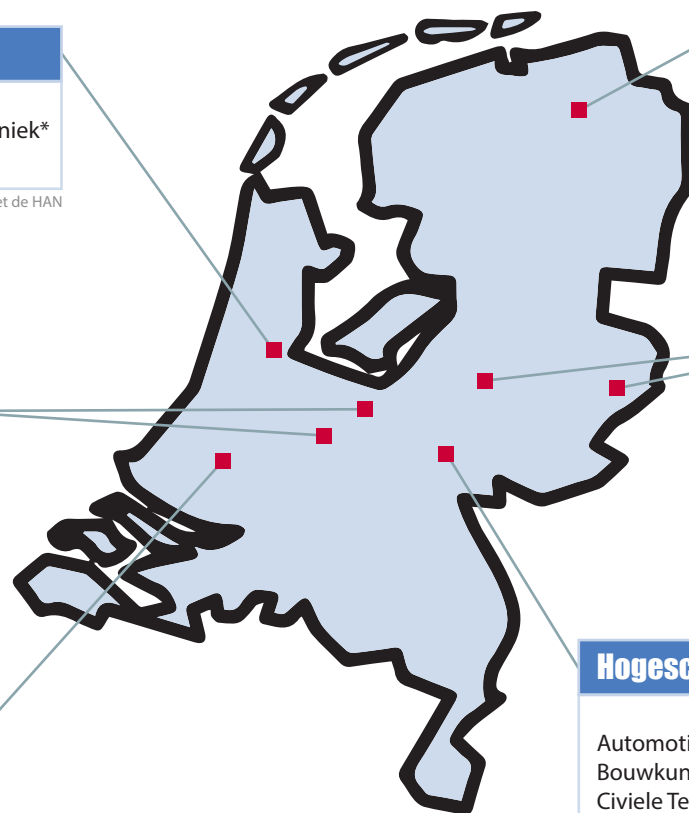 niek*
et de HAN
Hogesc
Automoti
Bouwkun
Civiele Te